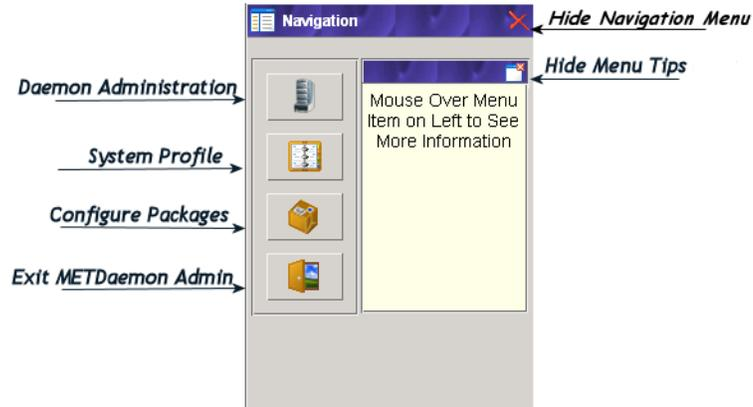 Navigation
Hide Navigation Menu
Hide Menu Tips
Daemon Administration
Mouse Over Menu
Item on Left to See
More Information
System Profile
Configure Packages
Exit METDaemon Admin